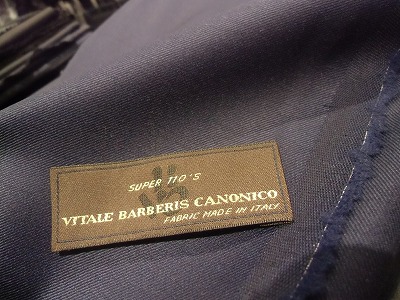 SUPER 110'S
VITALE BARBERIS CANONICO
FABRIC MADE IN ITALY